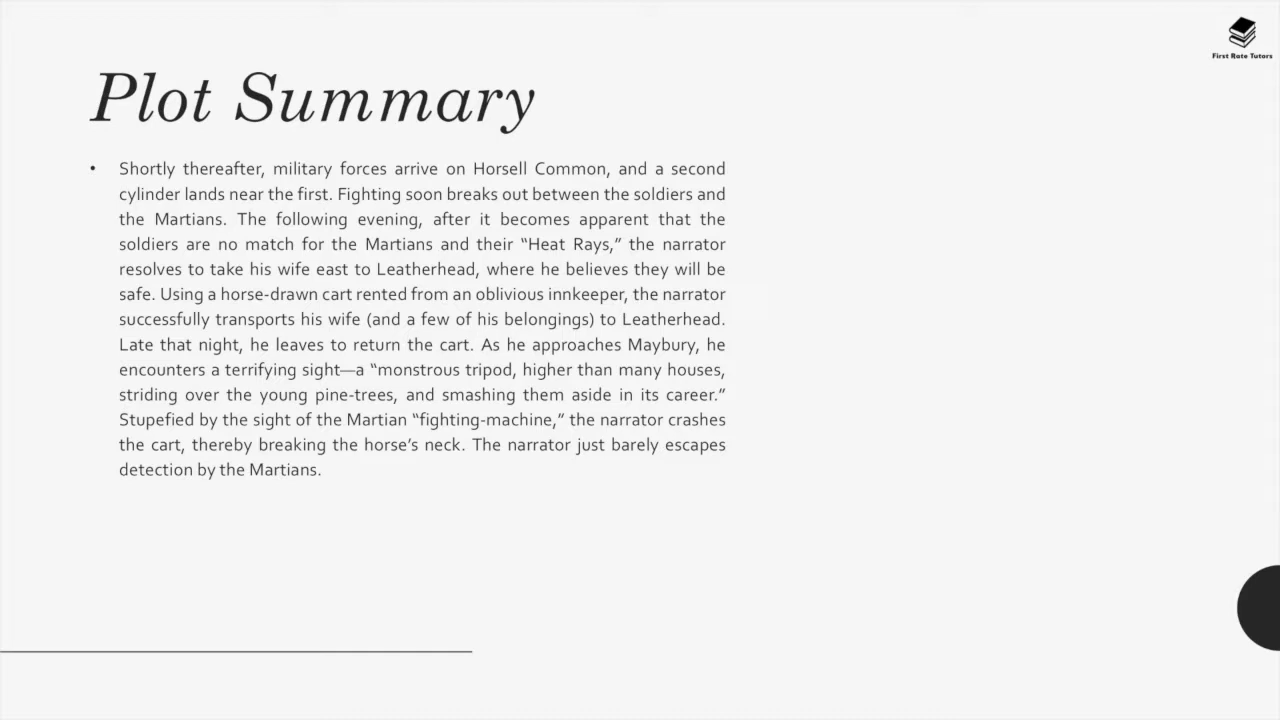 First Rate Tutors
Plot Summary
• Shortly thereafter, military forces arrive on Horsell Common, and a second
cylinder lands near the first. Fighting soon breaks out between the soldiers and
the Martians. The following evening, after it becomes apparent that the
soldiers are no match for the Martians and their “Heat Rays,” the narrator
resolves to take his wife east to Leatherhead, where he believes they will be
safe. Using a horse-drawn cart rented from an oblivious innkeeper, the narrator
successfully transports his wife (and a few of his belongings) to Leatherhead.
Late that night, he leaves to return the cart. As he approaches Maybury, he
encounters a terrifying sight—a “monstrous tripod, higher than many houses,
striding over the young pine-trees, and smashing them aside in its career.”
Stupefied by the sight of the Martian “fighting-machine,” the narrator crashes
the cart, thereby breaking the horse’s neck. The narrator just barely escapes
detection by the Martians.